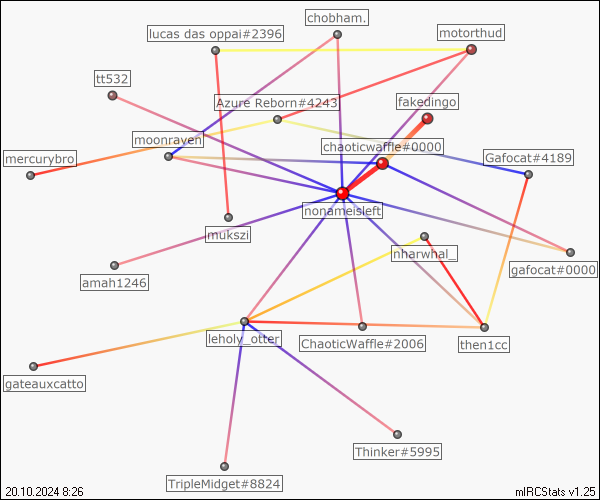 chobham.
lucas das oppai#2396
motorthud
tt532
Azure Reborn#4243
fakedingo
moonraven
chaoticwaffle#0000
mercurybro
Gafocat#4189
nonameisleft
mukszi
nharwhal_
gafocat#0000
amah1246
leholy_otter
ChaoticWaffle#2006
then1cc
gateauxcatto
Thinker#5995
TripleMidget#8824
20.10.2024 8:26
mIRCStats v1.25